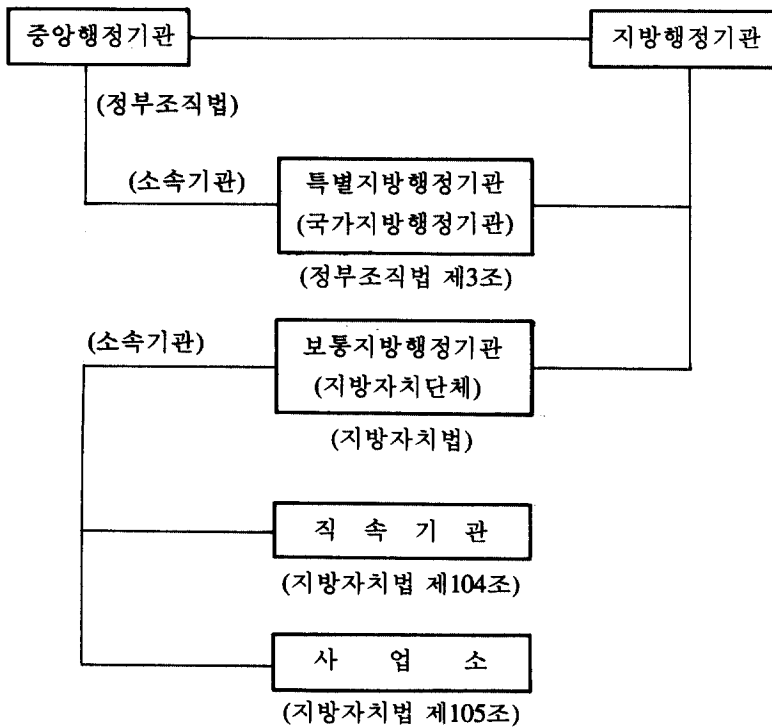 중앙행정기관
지방행정기관
(정부조직법)
(소속기관)
특별지방행정기관
(국가지방행정기관)
(정부조직법 제3조)
(소속기관)
보통지방행정기관
(지방자치단체)
(지방자치법)
직 속 기 관
(지방자치법 제104조)
사 업 소
(지방자치법 제105조)